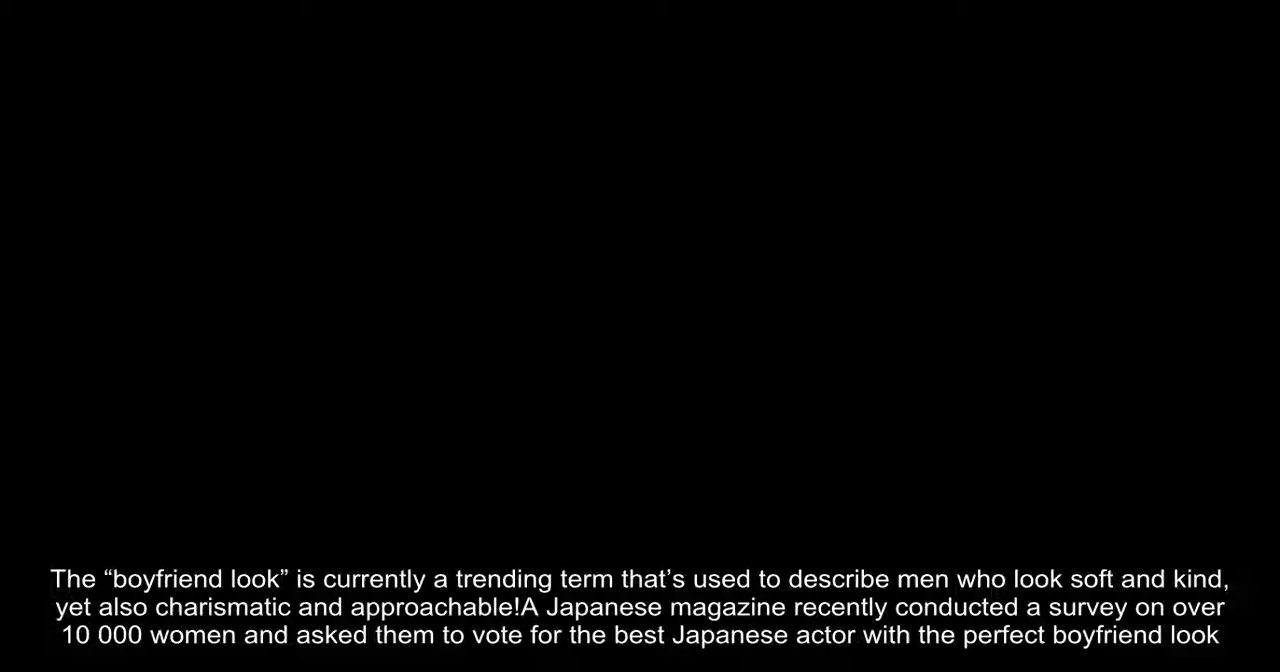 The “boyfriend look” is currently a trending term that’s used to describe men who look soft and kind,
yet also charismatic and approachable!A Japanese magazine recently conducted a survey on over
10 000 women and asked them to vote for the best Japanese actor with the perfect boyfriend look